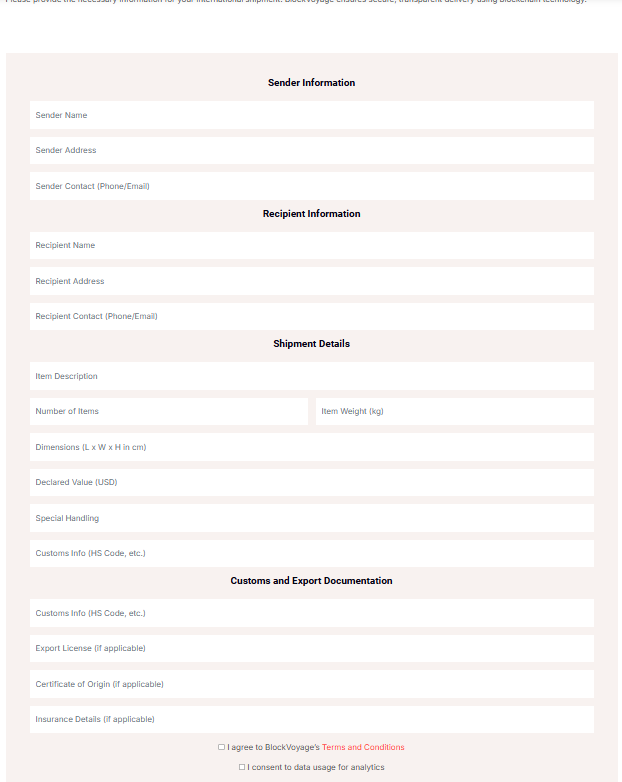 Please provide the necessary information for your international shipment. BlockVoyage ensures secure, transparent delivery using blockchain technology.
Sender Information
Sender Name
Sender Address
Sender Contact (Phone/Email)
Recipient Information
Recipient Name
Recipient Address
Recipient Contact (Phone/Email)
Shipment Details
Item Description
Number of Items
Item Weight (kg)
Dimensions (L x W x H in cm)
Declared Value (USD)
Special Handling
Customs Info (HS Code, etc.)
Customs and Export Documentation
Customs Info (HS Code, etc.)
Export License (if applicable)
Certificate of Origin (if applicable)
Insurance Details (if applicable)
I agree to BlockVoyage's Terms and Conditions
I consent to data usage for analytics